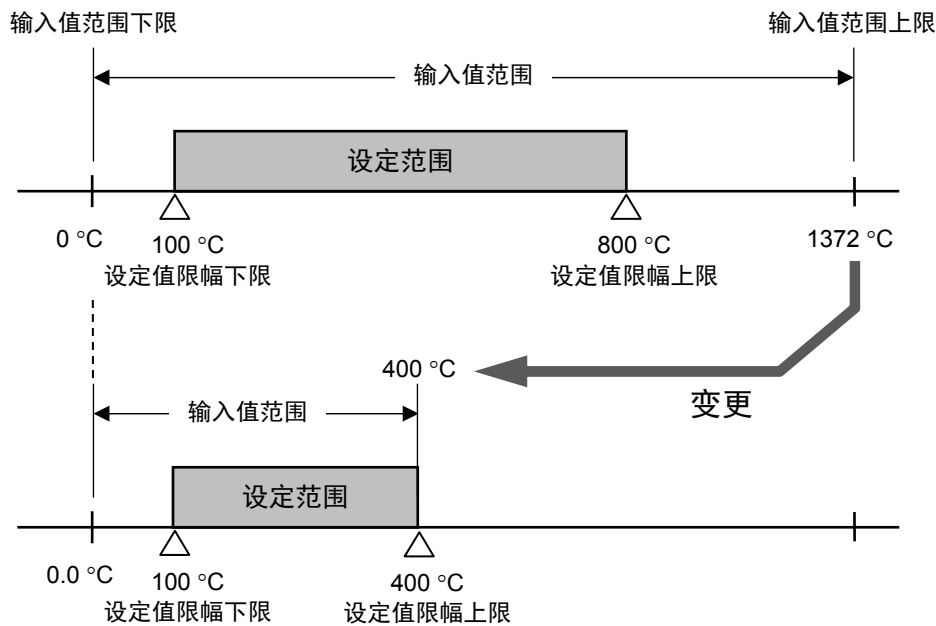 输入值范围下限
输入值范围上限
输入值范围
设定范围
0 °C
100 °C
800 °C
1372 °C
设定值限幅下限
设定值限幅上限
400 °C
变更
输入值范围
设定范围
0.0 °C
100 °C
400 °C
设定值限幅下限
设定值限幅上限